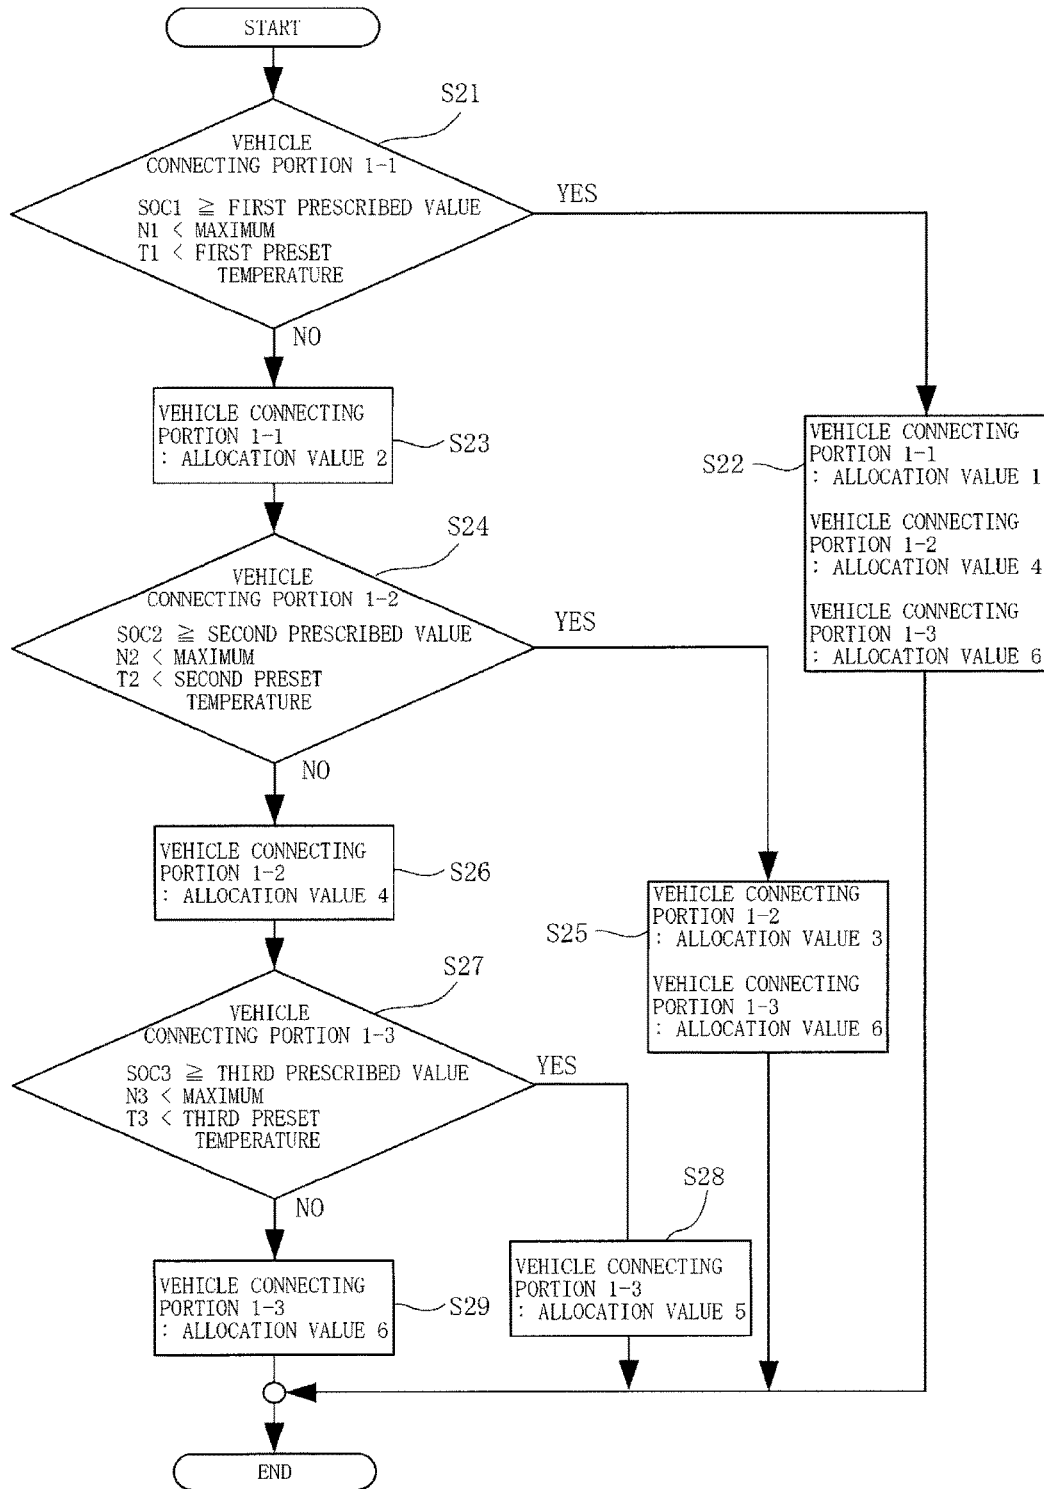 START
S21
VEHICLE
CONNECTING PORTION 1-1
SOC1 ≧ FIRST PRESCRIBED VALUE
N1 < MAXIMUM
T1 < FIRST PRESET
TEMPERATURE
YES
NO
VEHICLE CONNECTING
PORTION 1-1
: ALLOCATION VALUE 2
S23
S22
VEHICLE CONNECTING
PORTION 1-1
: ALLOCATION VALUE 1
VEHICLE CONNECTING
PORTION 1-2
: ALLOCATION VALUE 4
VEHICLE CONNECTING
PORTION 1-3
: ALLOCATION VALUE 6
S24
VEHICLE
CONNECTING PORTION 1-2
SOC2 ≧ SECOND PRESCRIBED VALUE
N2 < MAXIMUM
T2 < SECOND PRESET
TEMPERATURE
YES
NO
VEHICLE CONNECTING
PORTION 1-2
: ALLOCATION VALUE 4
S26
S25
VEHICLE CONNECTING
PORTION 1-2
: ALLOCATION VALUE 3
VEHICLE CONNECTING
PORTION 1-3
: ALLOCATION VALUE 6
S27
VEHICLE
CONNECTING PORTION 1-3
SOC3 ≧ THIRD PRESCRIBED VALUE
N3 < MAXIMUM
T3 < THIRD PRESET
TEMPERATURE
YES
NO
S28
VEHICLE CONNECTING
PORTION 1-3
: ALLOCATION VALUE 5
VEHICLE CONNECTING
PORTION 1-3
: ALLOCATION VALUE 6
S29
END